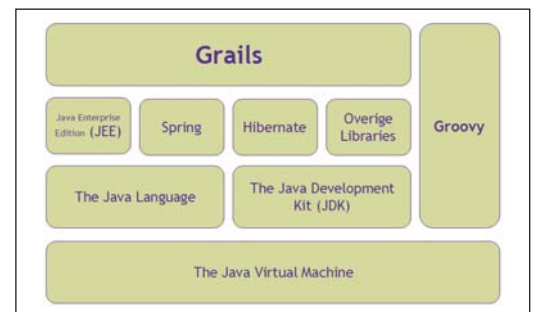 Grails
Java Enterprise
Edition (JEE)
Spring
Hibernate
Overige
Libraries
Groovy
The Java Language
The Java Development
Kit (JDK)
The Java Virtual Machine